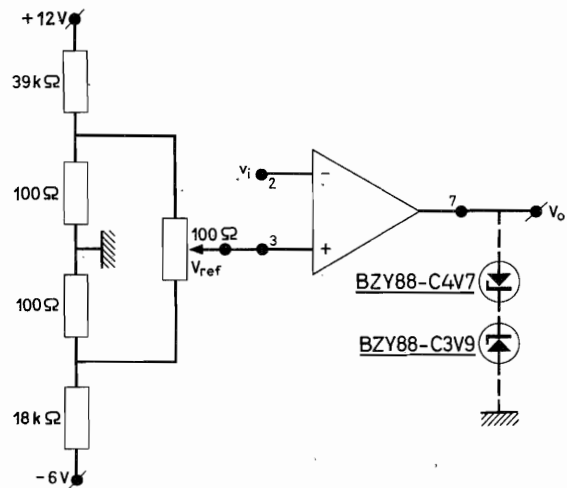 +12V
39kΩ
100Ω
100Ω
18kΩ
-6V
100Ω
Vref
vi
2
3
-
+
7
Vo
BZY88-C4V7
BZY88-C3V9